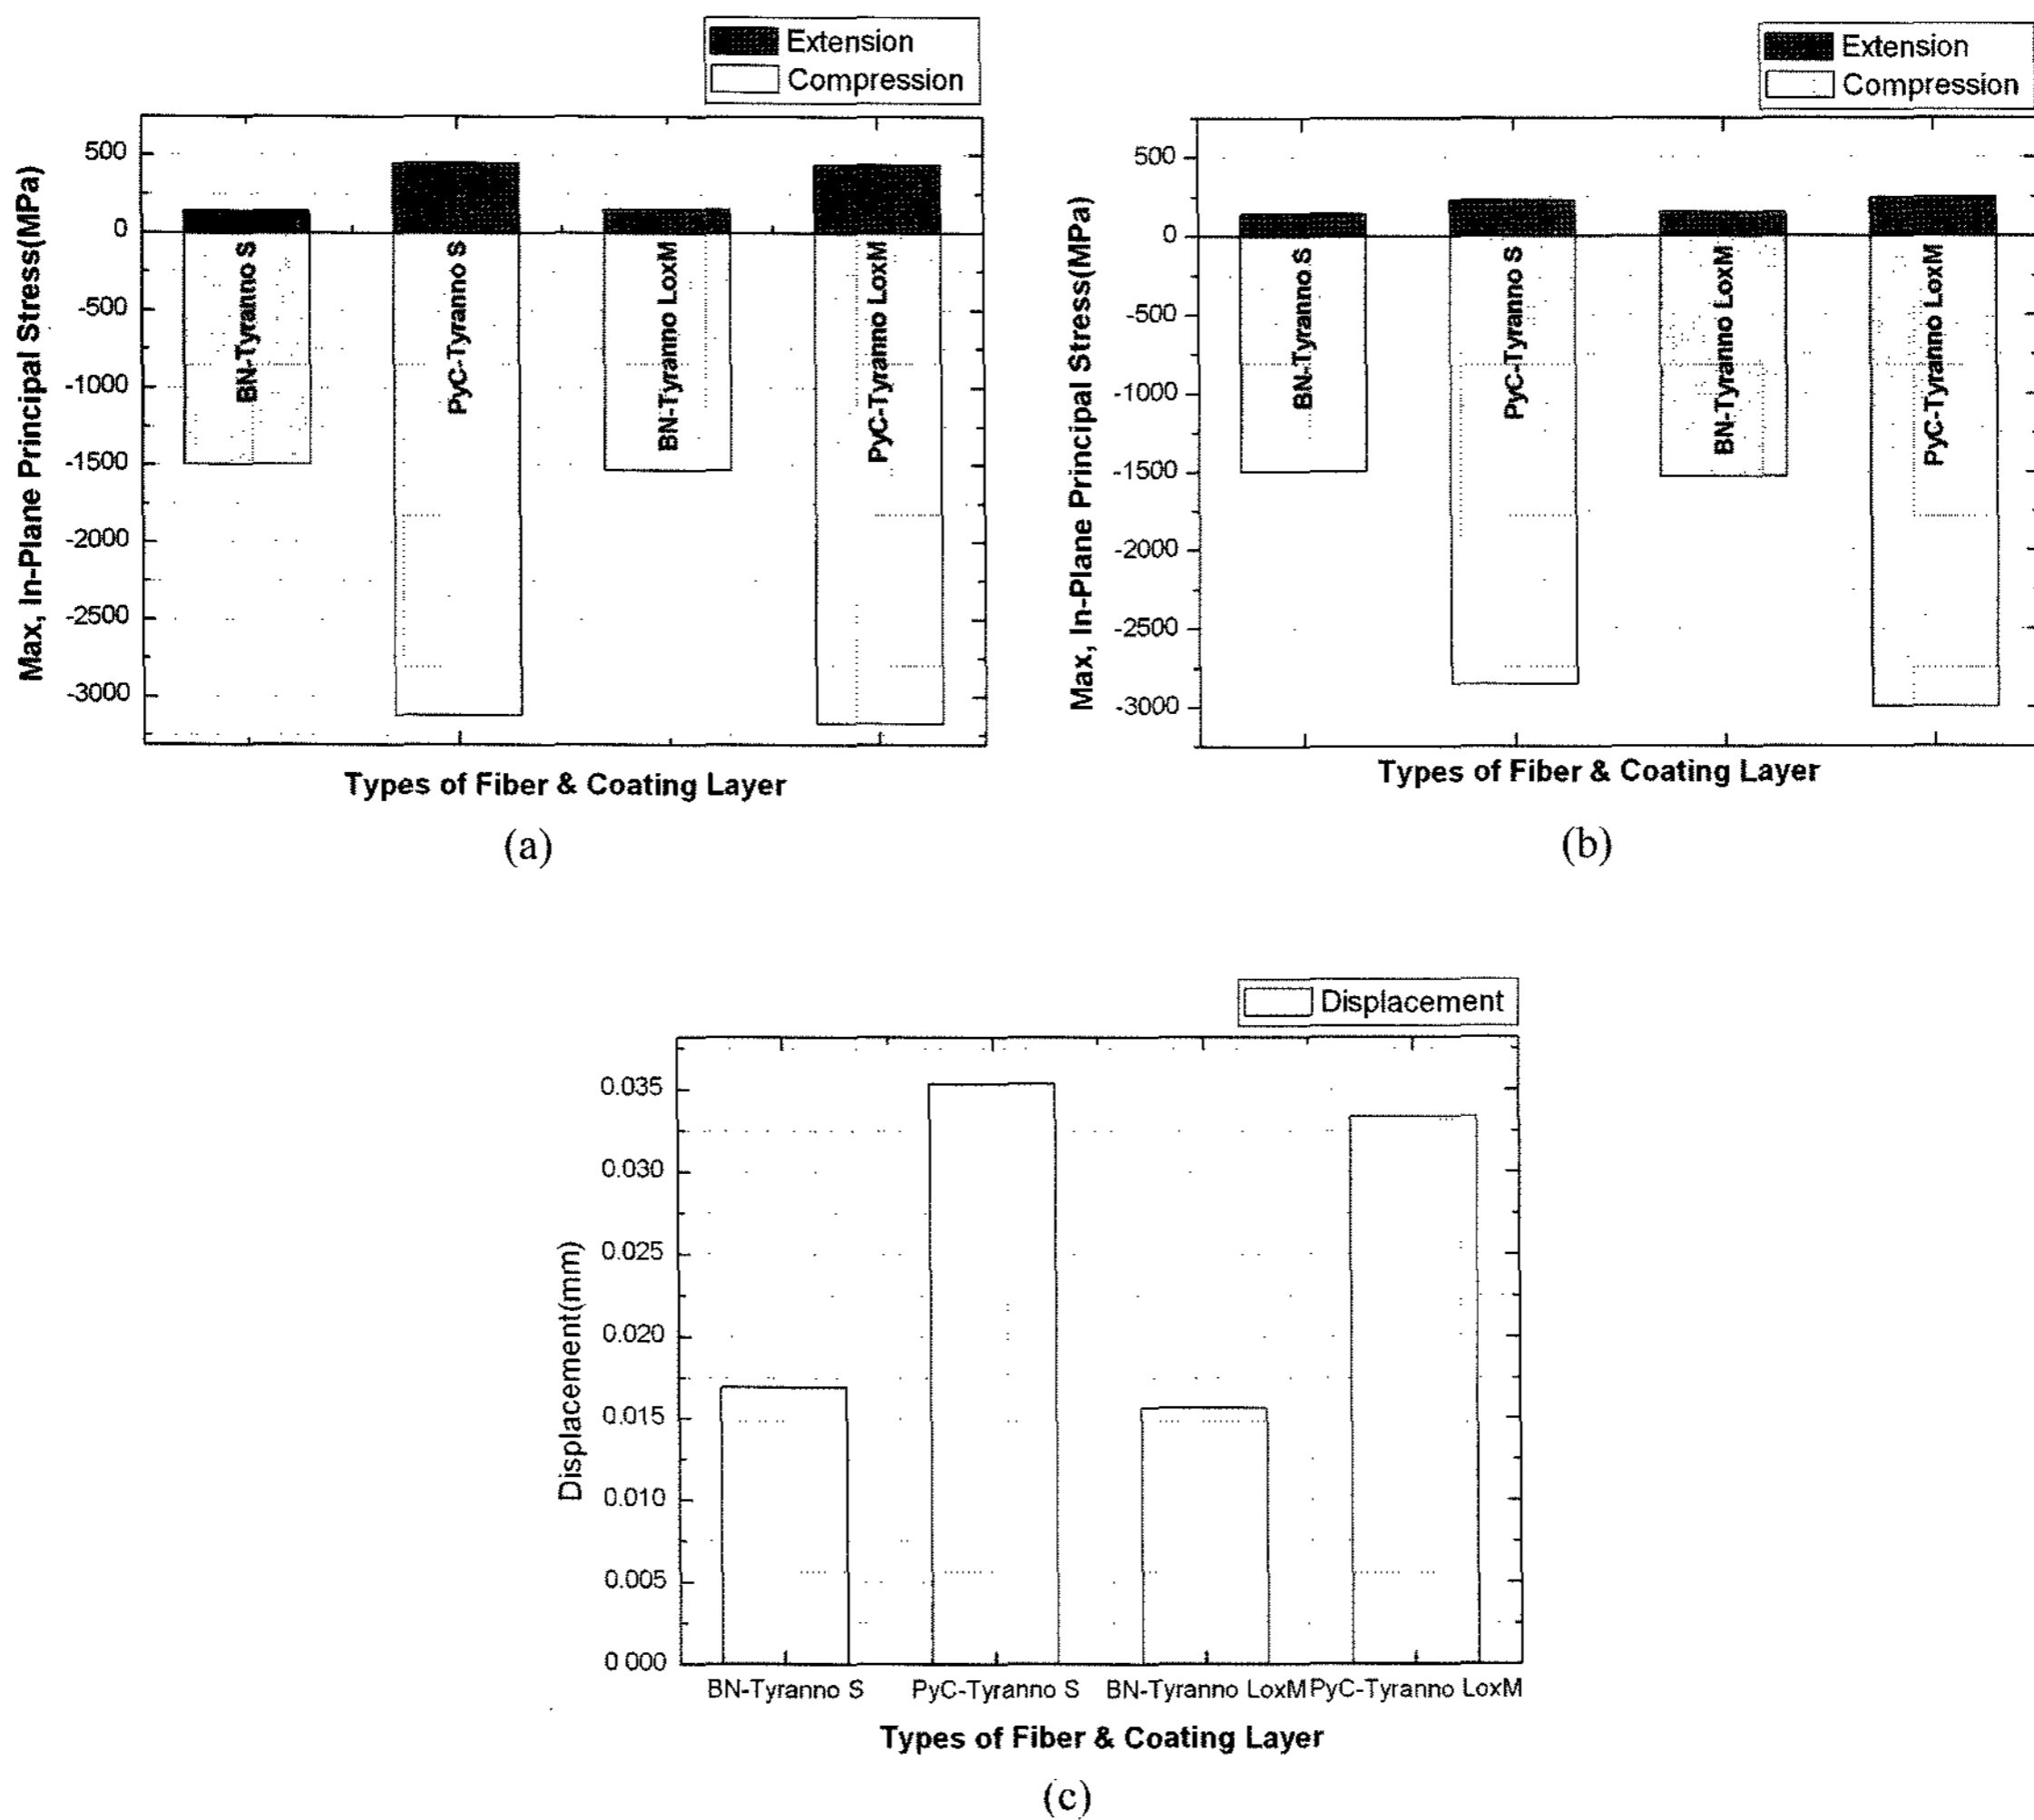 Extension
Compression
Max, In-Plane Principal Stress(MPa)
500
0
-500
-1000
-1500
-2000
-2500
-3000
BN-Tyranno S
PyC-Tyranno S
BN-Tyranno LoxM
PyC-Tyranno LoxM
Types of Fiber & Coating Layer
(a)
Extension
Compression
Max, In-Plane Principal Stress(MPa)
500
0
-500
-1000
-1500
-2000
-2500
-3000
BN-Tyranno S
PyC-Tyranno S
BN-Tyranno LoxM
PyC-Tyranno LoxM
Types of Fiber & Coating Layer
(b)
Displacement
Displacement(mm)
0.035
0.030
0.025
0.020
0.015
0.010
0.005
0.000
BN-Tyranno S PyC-Tyranno S BN-Tyranno LoxM PyC-Tyranno LoxM
Types of Fiber & Coating Layer
(c)